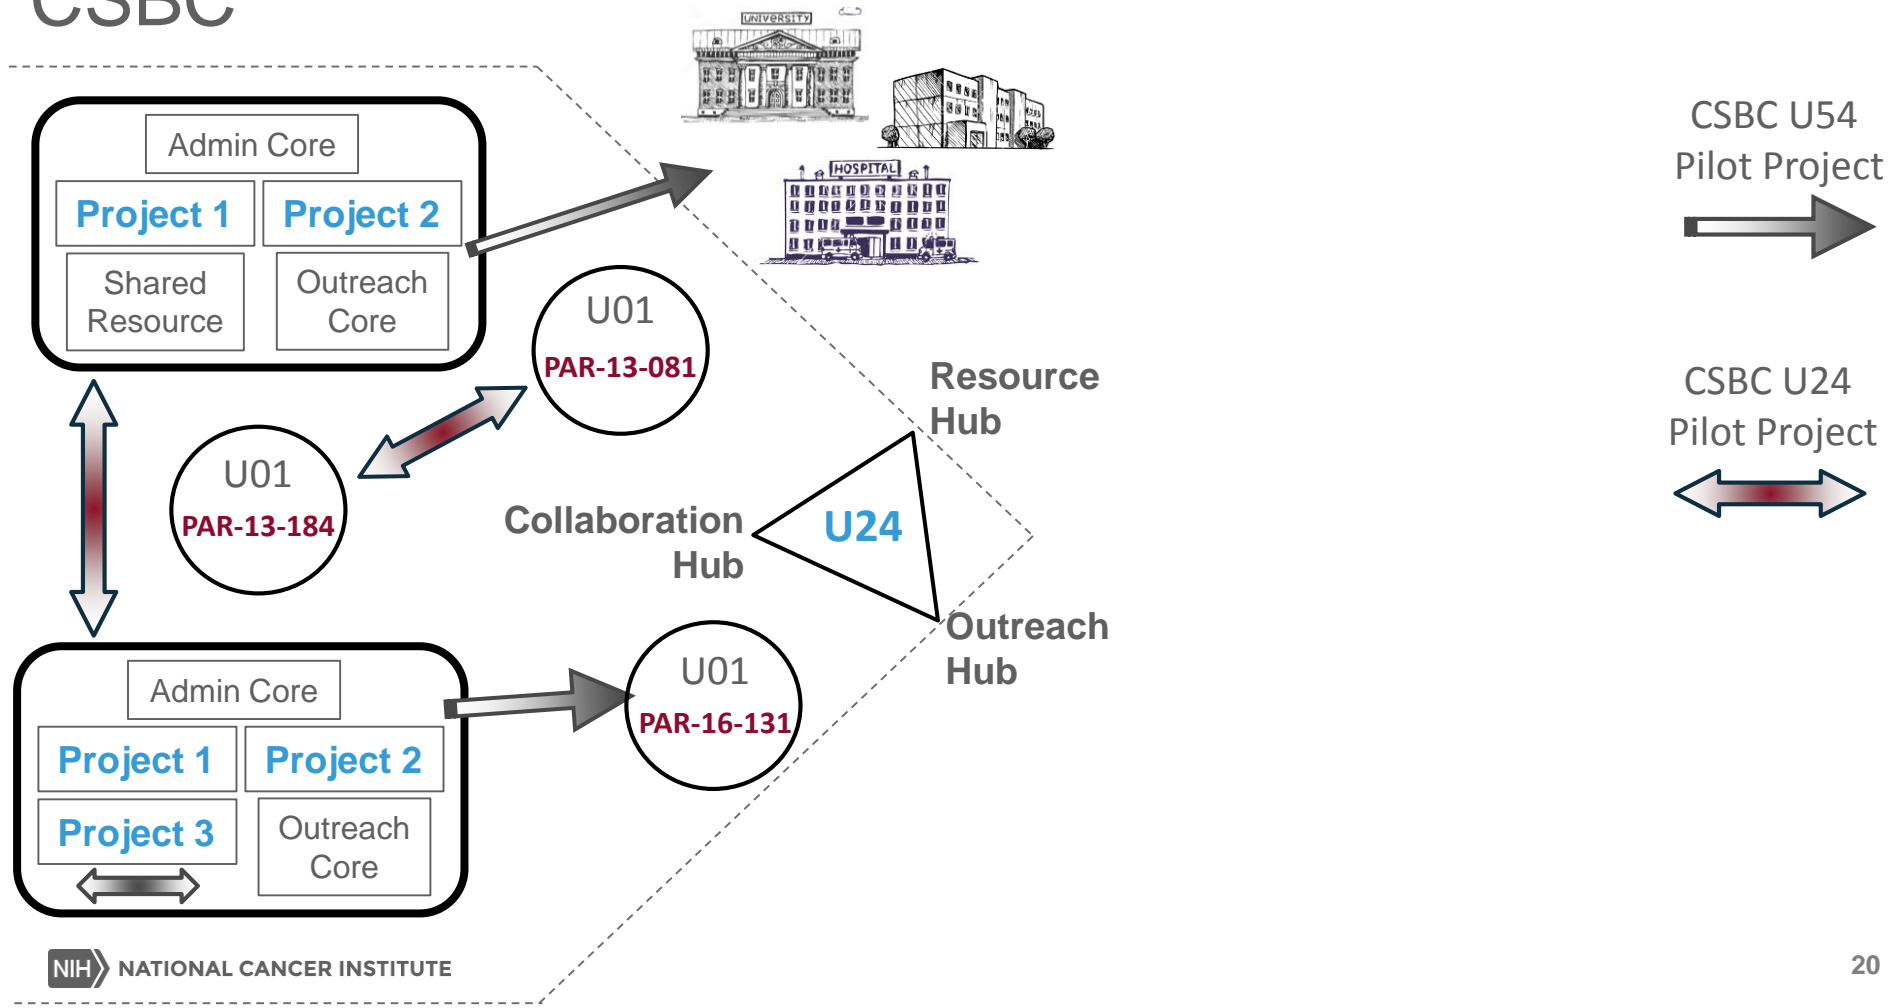 CSBC
UNIVERSITY
HOSPITAL
Admin Core
Project 1
Project 2
Shared
Resource
Outreach
Core
U01
PAR-13-081
U01
PAR-13-184
Resource
Hub
Collaboration
Hub
U24
Outreach
Hub
Admin Core
Project 1
Project 2
Project 3
Outreach
Core
U01
PAR-16-131
CSBC U54
Pilot Project
CSBC U24
Pilot Project
NIH NATIONAL CANCER INSTITUTE
20